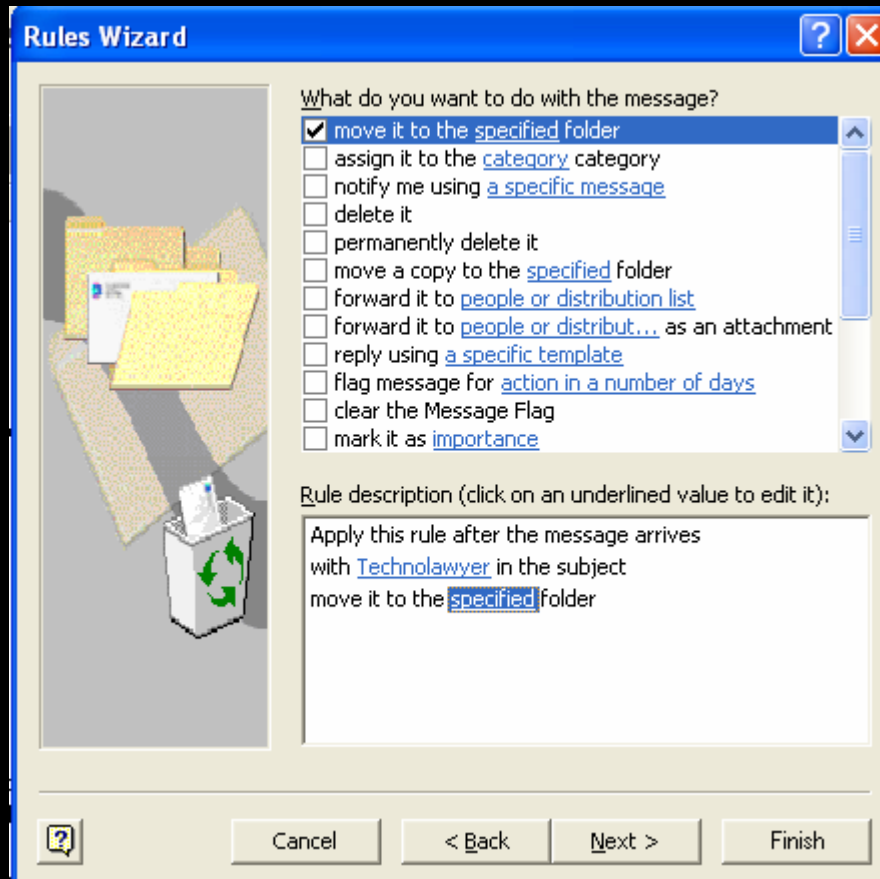 Rules Wizard
What do you want to do with the message?
move it to the specified folder
assign it to the category category
notify me using a specific message
delete it
permanently delete it
move a copy to the specified folder
forward it to people or distribution list
forward it to people or distribut... as an attachment
reply using a specific template
flag message for action in a number of days
clear the Message Flag
mark it as importance
Rule description (click on an underlined value to edit it):
Apply this rule after the message arrives
with Technolawyer in the subject
move it to the specified folder
Cancel
< Back
Next >
Finish